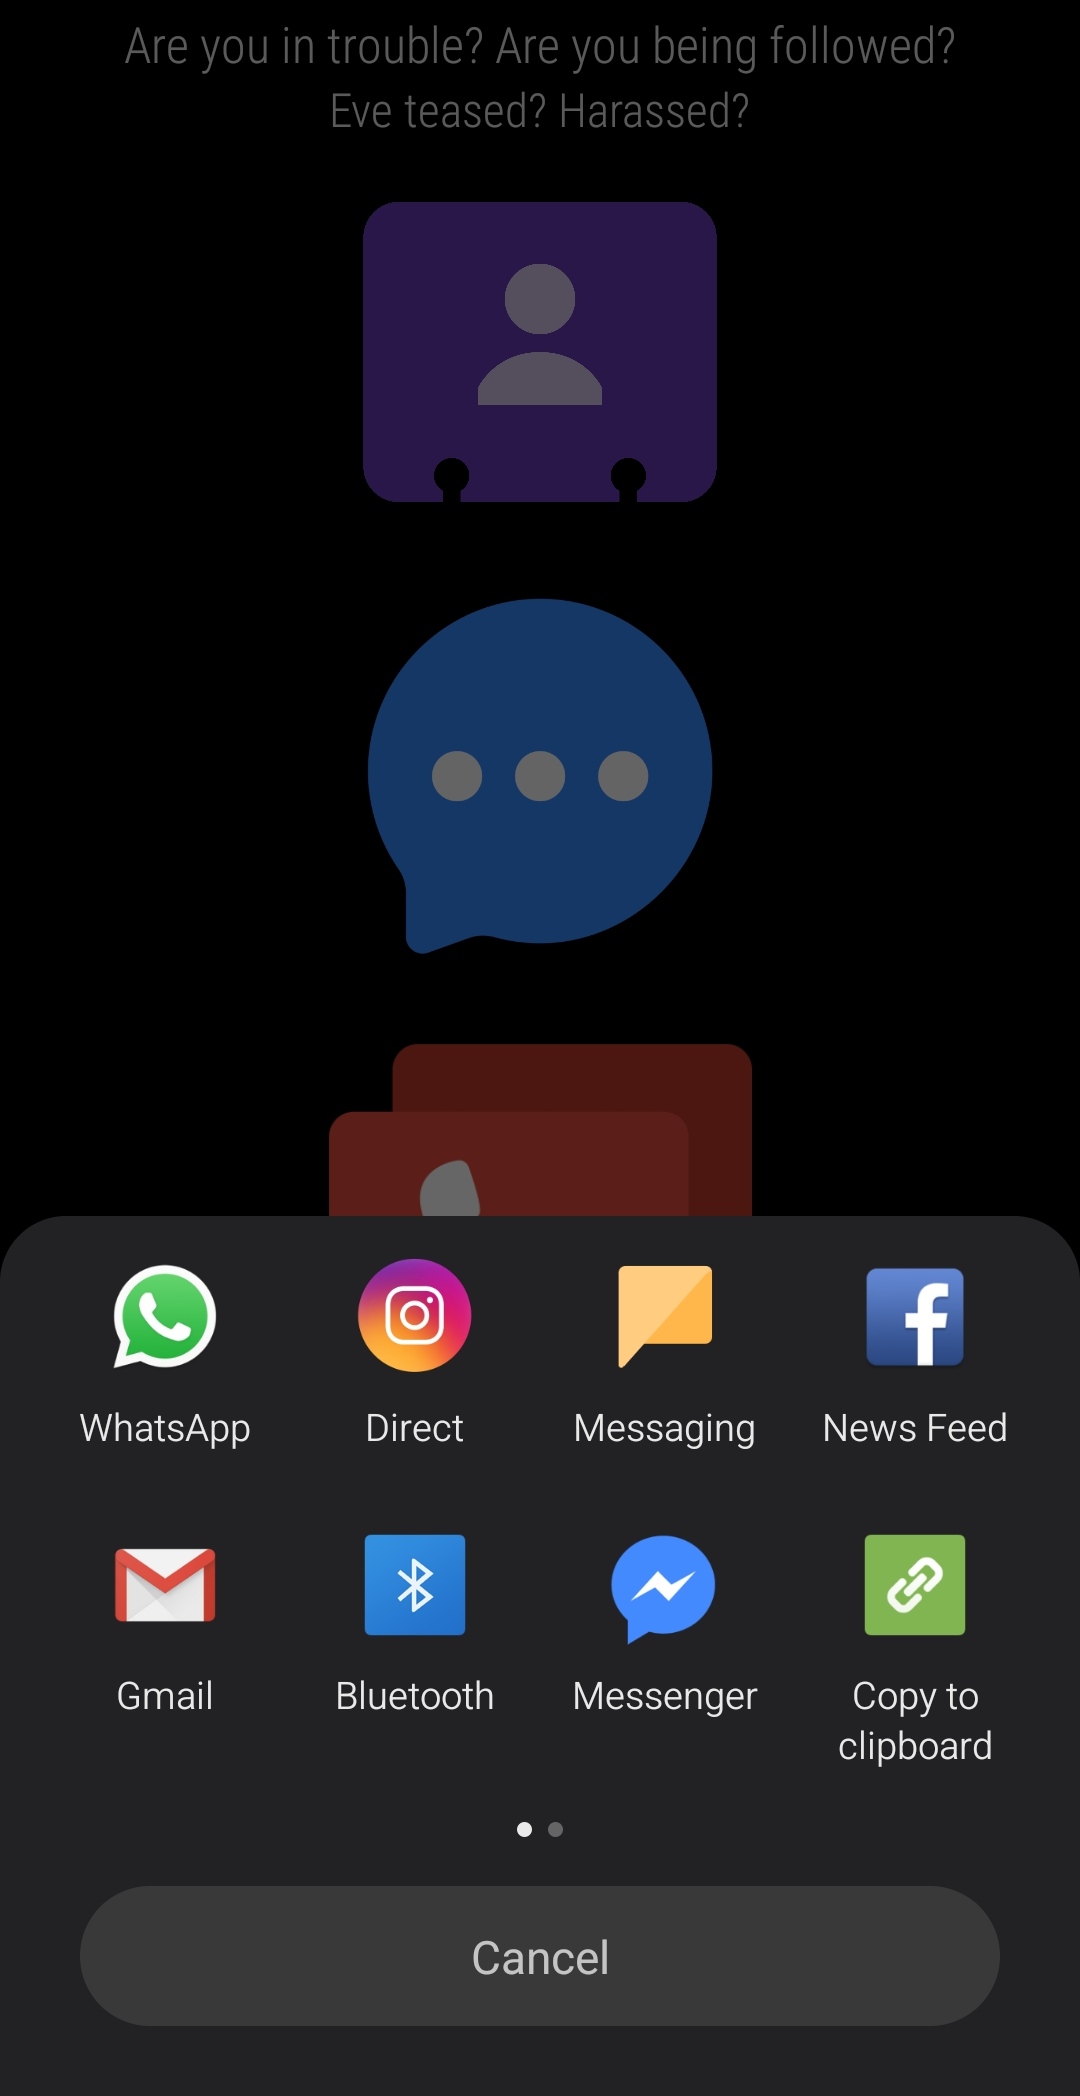 Are you in trouble? Are you being followed?
Eve teased? Harassed?
WhatsApp
Direct
Messaging
News Feed
Gmail
Bluetooth
Messenger
Copy to
clipboard
Cancel